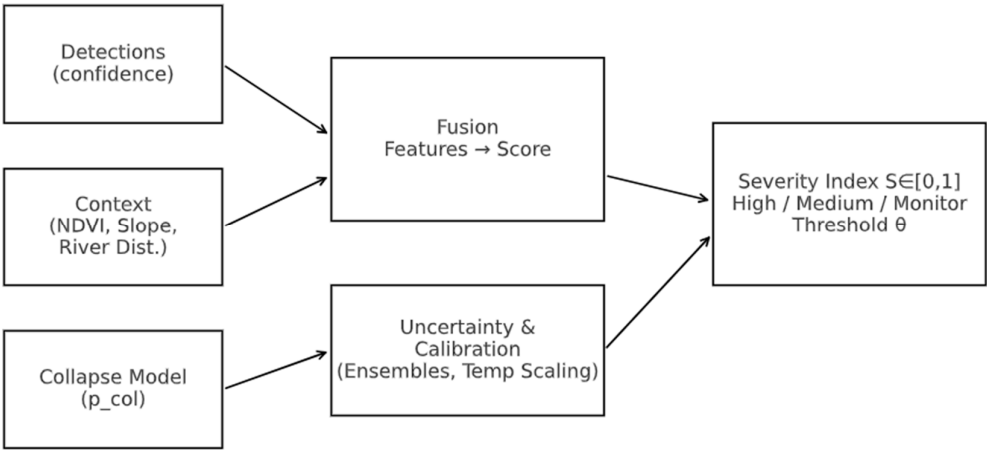 Detections
(confidence)
Context
(NDVI, Slope,
River Dist.)
Collapse Model
(p_col)
Fusion
Features → Score
Uncertainty &
Calibration
(Ensembles, Temp Scaling)
Severity Index S∈[0,1]
High / Medium / Monitor
Threshold θ